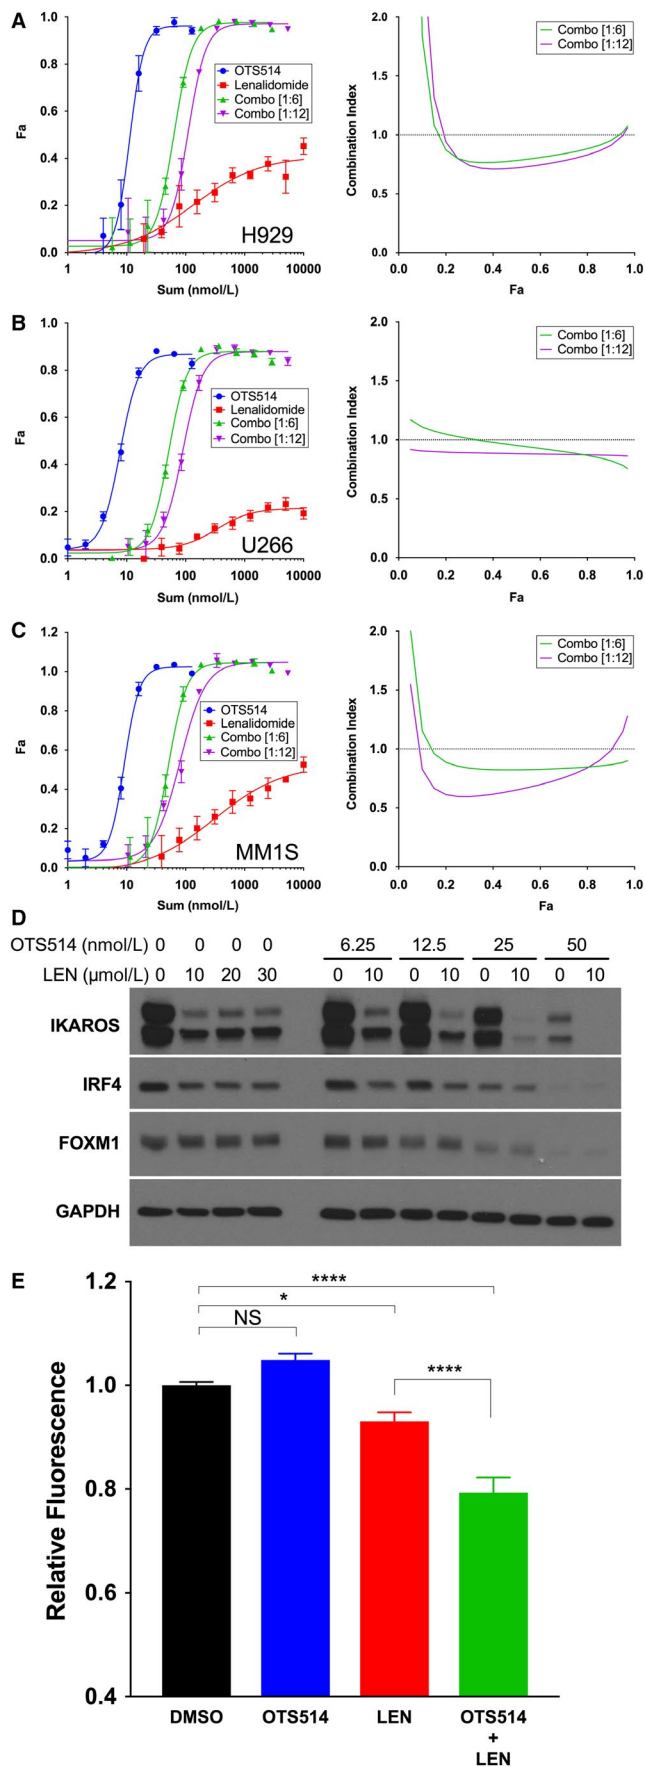 A
1.0
0.8
0.6
0.4
0.2
0.0
Fa
1
10
100
1000
10000
Sum (nmol/L)
OTS514
Lenalidomide
Combo [1:6]
Combo [1:12]
H929
2.0
1.5
1.0
0.5
0.0
Combination Index
0.0
0.2
0.4
0.6
0.8
1.0
Fa
Combo [1:6]
Combo [1:12]
B
1.0
0.8
0.6
0.4
0.2
0.0
Fa
1
10
100
1000
10000
Sum (nmol/L)
OTS514
Lenalidomide
Combo [1:6]
Combo [1:12]
U266
2.0
1.5
1.0
0.5
0.0
Combination Index
0.0
0.2
0.4
0.6
0.8
1.0
Fa
Combo [1:6]
Combo [1:12]
C
1.2
1.0
0.8
0.6
0.4
0.2
0.0
Fa
1
10
100
1000
10000
Sum (nmol/L)
OTS514
Lenalidomide
Combo [1:6]
Combo [1:12]
MM1S
2.0
1.5
1.0
0.5
0.0
Combination Index
0.0
0.2
0.4
0.6
0.8
1.0
Fa
Combo [1:6]
Combo [1:12]
D
OTS514 (nmol/L) 0 0 0 0 6.25 12.5 25 50
LEN (µmol/L) 0 10 20 30 0 10 0 10 0 10 0 10
IKAROS
IRF4
FOXM1
GAPDH
E
1.2
1.0
0.8
0.6
0.4
Relative Fluorescence
****
*
NS
****
DMSO
OTS514
LEN
OTS514
+
LEN